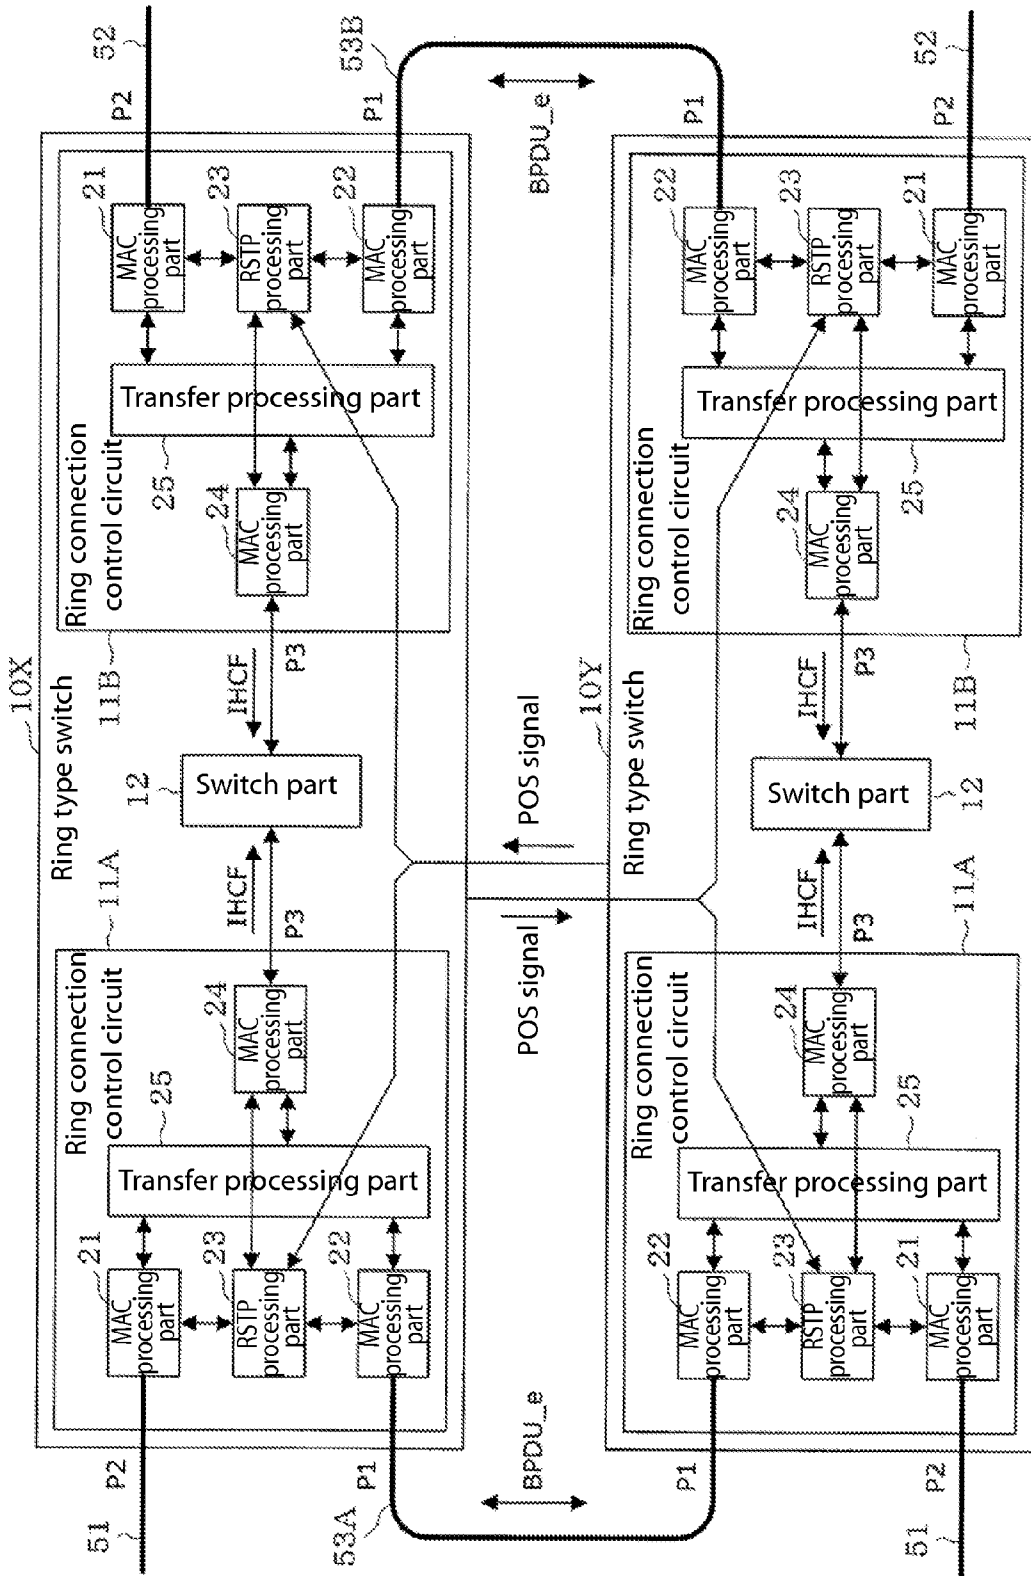 10X
Ring type switch
11A
Ring connection
control circuit
51
P2
21
MAC
processing
part
23
RSTP
processing
part
22
MAC
processing
part
P1
53A
25
Transfer processing part
24
MAC
processing
part
P3
IHCF
12
Switch part
IHCF
P3
11B
Ring connection
control circuit
24
MAC
processing
part
25
Transfer processing part
21
MAC
processing
part
23
RSTP
processing
part
22
MAC
processing
part
P2
52
P1
53B
BPDU_e
POS signal
POS signal
BPDU_e
10Y
Ring type switch
Ring connection
control circuit
11A
P1
22
MAC
processing
part
23
RSTP
processing
part
21
MAC
processing
part
P2
51
25
Transfer processing part
24
MAC
processing
part
P3
IHCF
Switch part
12
IHCF
P3
Ring connection
control circuit
11B
24
MAC
processing
part
25
Transfer processing part
22
MAC
processing
part
23
RSTP
processing
part
21
MAC
processing
part
P1
P2
52